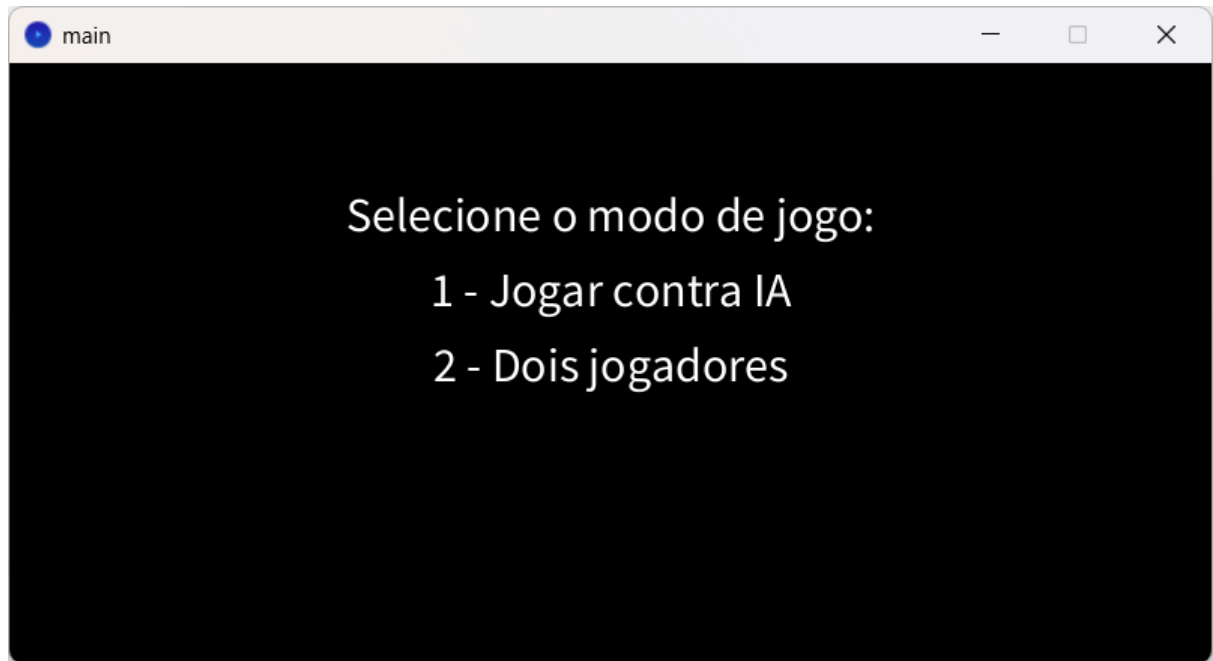 main
Selecione o modo de jogo:
1 - Jogar contra IA
2 - Dois jogadores